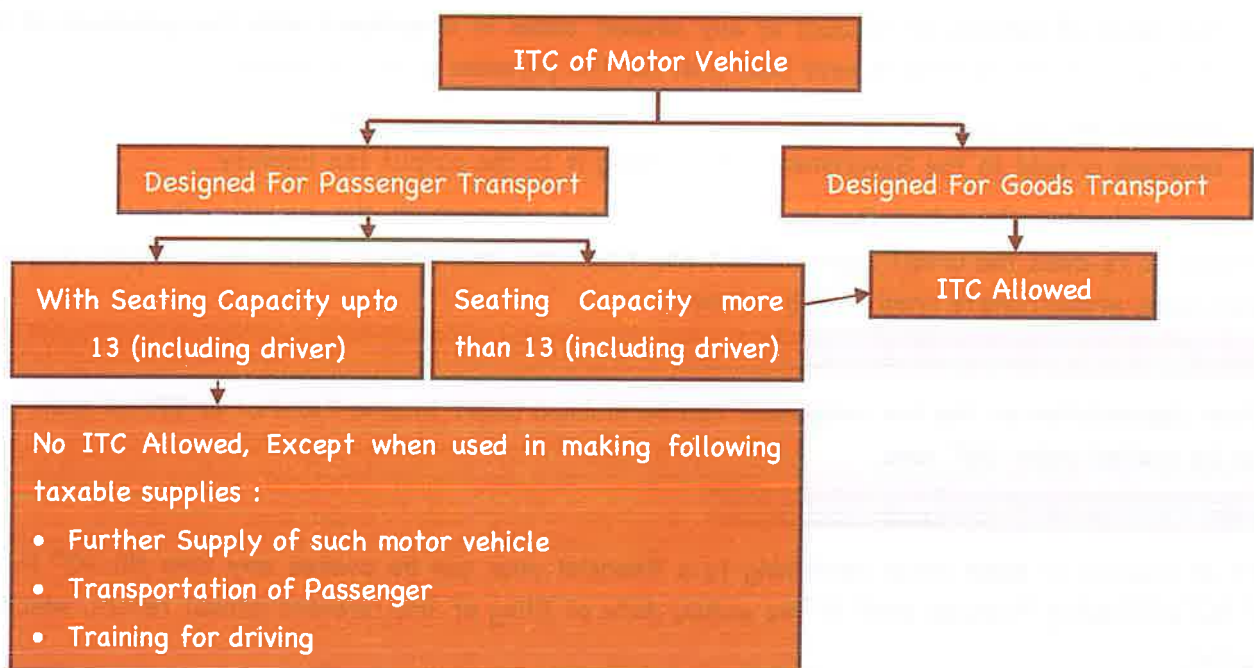 ITC of Motor Vehicle
Designed For Passenger Transport
Designed For Goods Transport
With Seating Capacity upto
13 (including driver)
Seating Capacity more
than 13 (including driver)
ITC Allowed
No ITC Allowed, Except when used in making following
taxable supplies :
• Further Supply of such motor vehicle
• Transportation of Passenger
• Training for driving